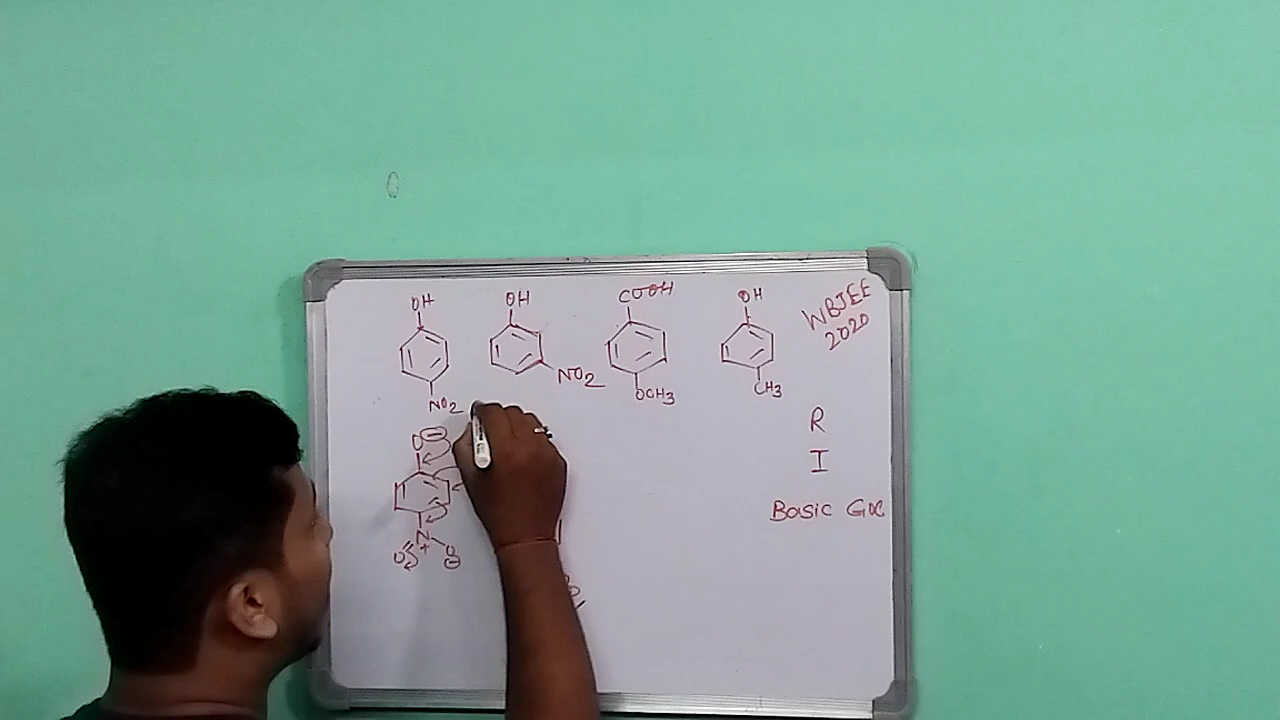 OH
OH
COOH
OH
WBJEE
2020
NO2
NO2
OCH3
CH3
R
I
Basic GOC
O
N
+
O
O